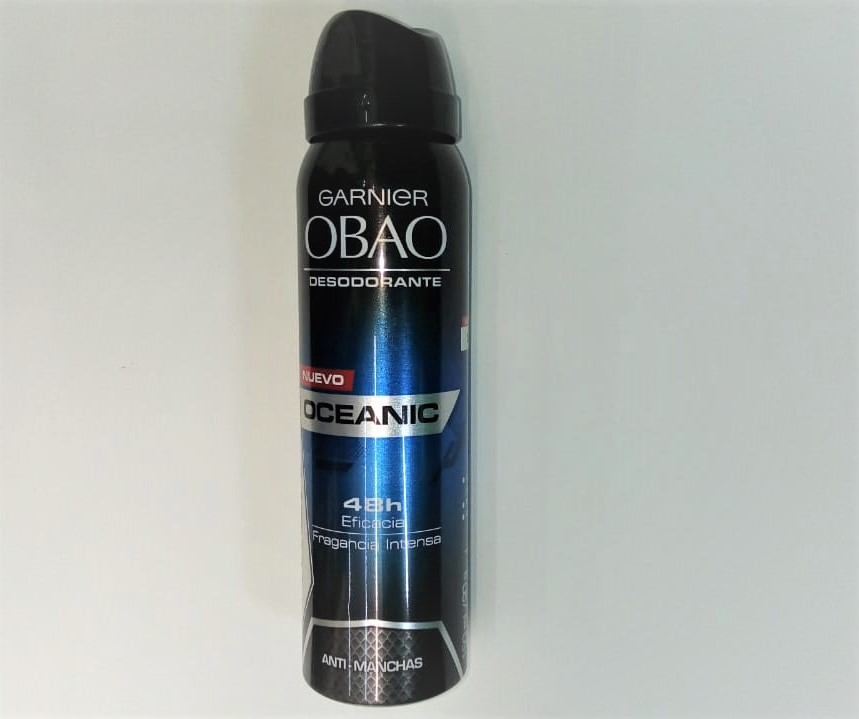 GARNIER
OBAO
DESODORANTE
NUEVO
OCEANIC
48h
Eficacia
Fragancia Intensa
ANTI-MANCHAS